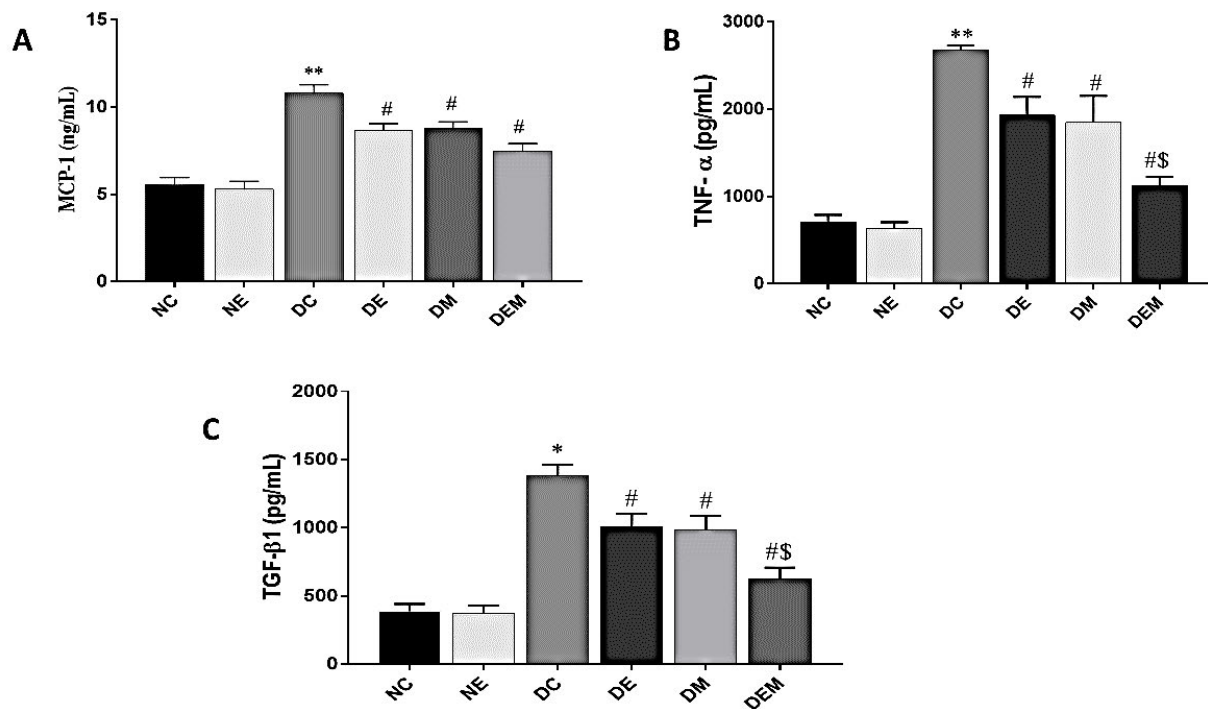 A
MCP-1 (ng/mL)
15
10
5
0
**
#
#
#
NC
NE
DC
DE
DM
DEM
B
TNF- α (pg/mL)
3000
2000
1000
0
**
#
#
#$
NC
NE
DC
DE
DM
DEM
C
TGF-β1 (pg/mL)
2000
1500
1000
500
0
*
#
#
#$
NC
NE
DC
DE
DM
DEM